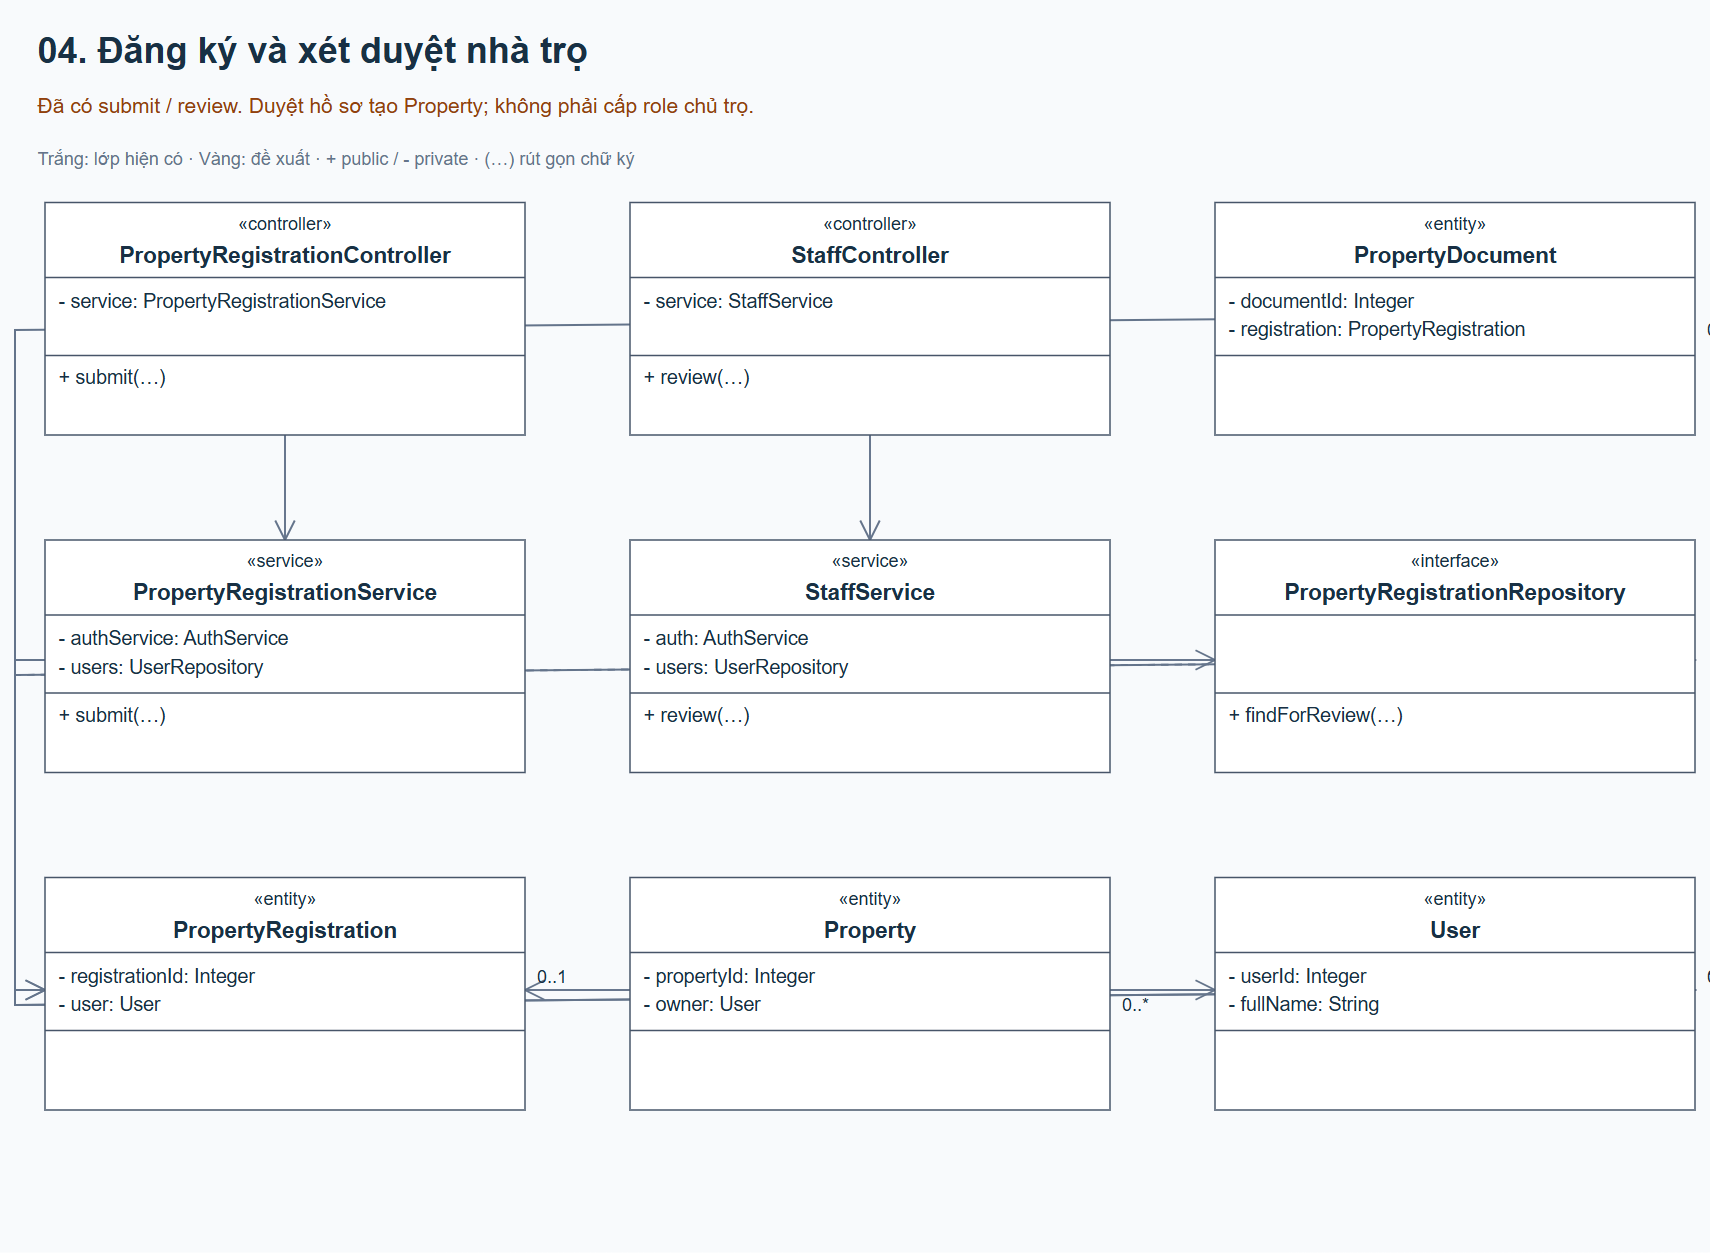 04. Đăng ký và xét duyệt nhà trọ
Đã có submit / review. Duyệt hồ sơ tạo Property; không phải cấp role chủ trọ.
Trắng: lớp hiện có · Vàng: đề xuất · + public / - private · (…) rút gọn chữ ký
«controller»
PropertyRegistrationController
- service: PropertyRegistrationService
+ submit(…)
«controller»
StaffController
- service: StaffService
+ review(…)
«entity»
PropertyDocument
- documentId: Integer
- registration: PropertyRegistration
«service»
PropertyRegistrationService
- authService: AuthService
- users: UserRepository
+ submit(…)
«service»
StaffService
- auth: AuthService
- users: UserRepository
+ review(…)
«interface»
PropertyRegistrationRepository
+ findForReview(…)
«entity»
PropertyRegistration
- registrationId: Integer
- user: User
0..1
«entity»
Property
- propertyId: Integer
- owner: User
0..*
«entity»
User
- userId: Integer
- fullName: String